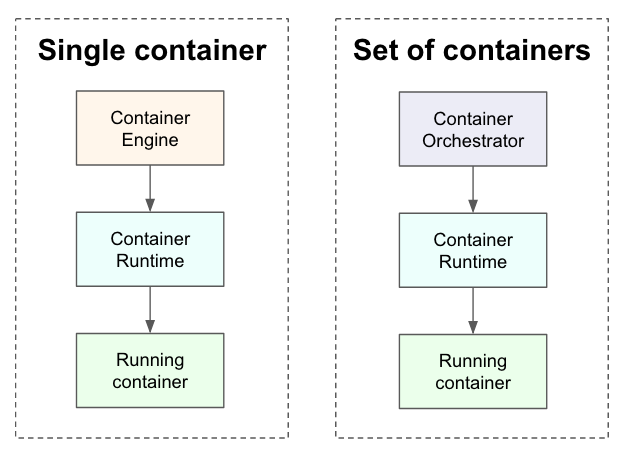 Single container
Container
Engine
Container
Runtime
Running
container
Set of containers
Container
Orchestrator
Container
Runtime
Running
container